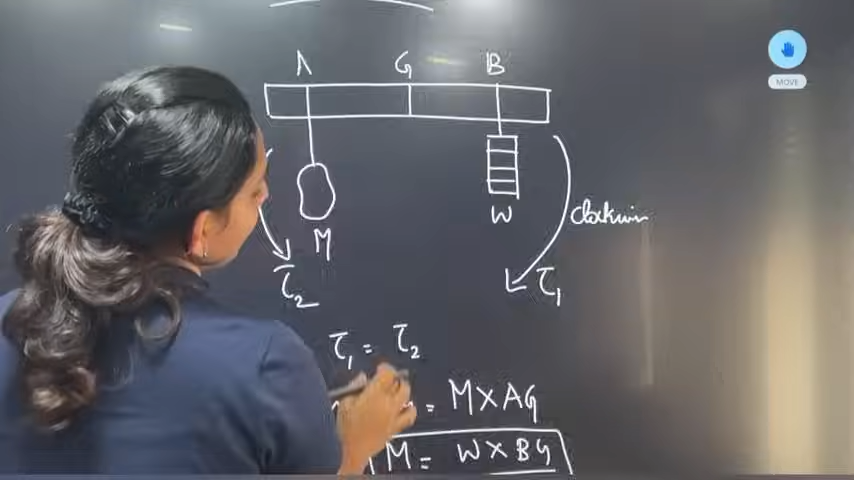 A G B
MOVE
M
W
clockwise
τ2
τ1
τ1 = τ2
= M X AG
M = W X BG